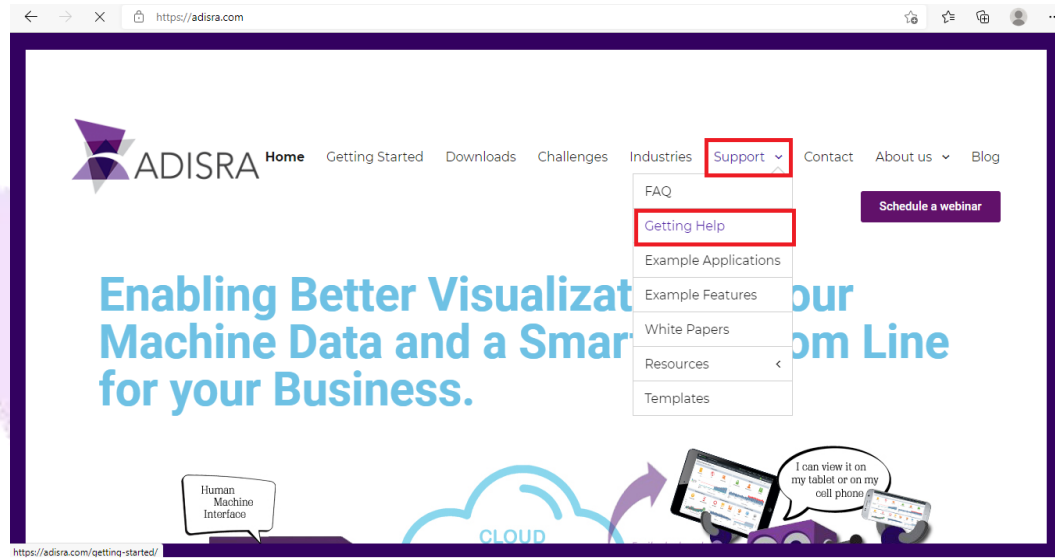 https://adisra.com
ADISRA
Home Getting Started Downloads Challenges Industries Support Contact About us Blog
Schedule a webinar
FAQ
Getting Help
Example Applications
Example Features
White Papers
Resources
Templates
Enabling Better Visualizat our
Machine Data and a Smar om Line
for your Business.
Human
Machine
Interface
CLOUD
I can view it on
my tablet or on my
cell phone
https://adisra.com/getting-started/